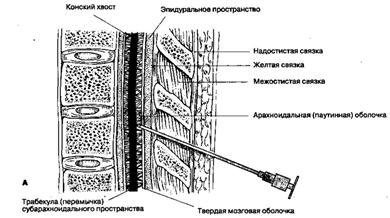 Конский хвост
Эпидуральное пространство
Надостистая связка
Желтая связка
Межостистая связка
Арахноидальная (паутинная) оболочка
А
Трабекула (перемычка)
субарахноидального пространства
Твердая мозговая оболочка